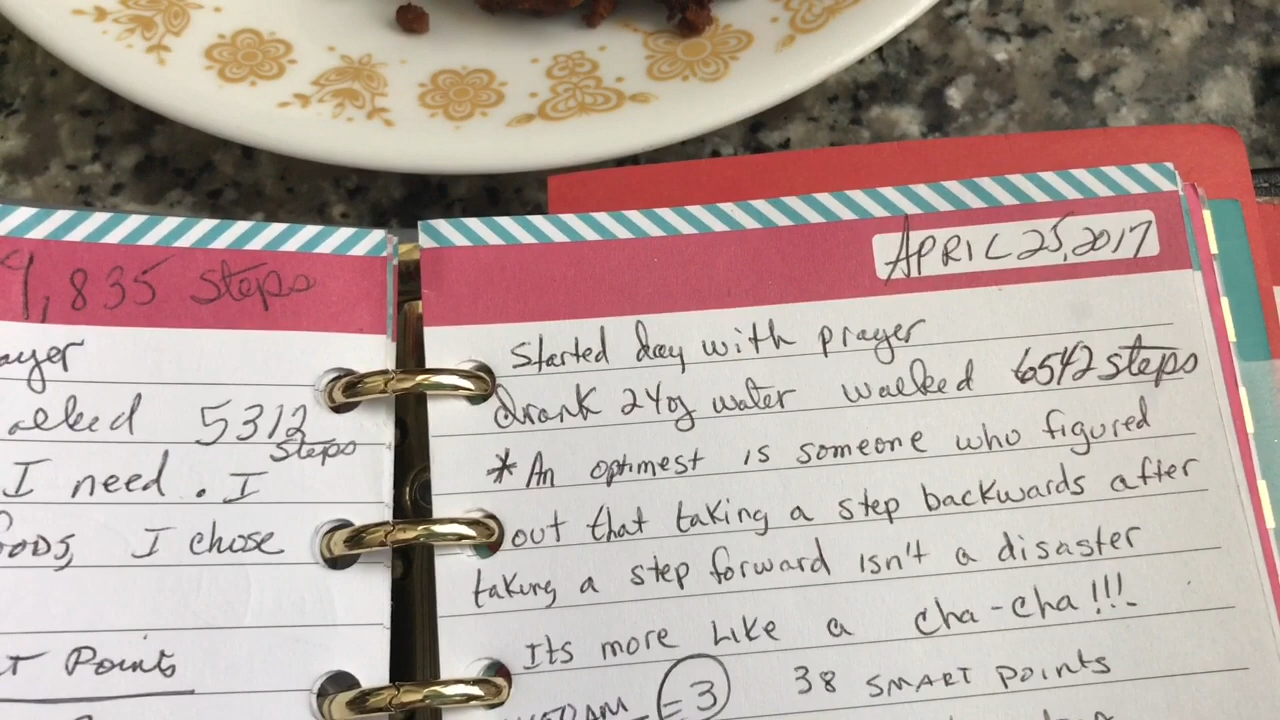 ,835 steps
ayer
alked 5312
steps
I need. I
oods, I chose
T Points
APRIL 25, 2017
Started day with prayer
drank 24oz water walked 6542 steps
* An optimest is someone who figured
out that taking a step backwards after
taking a step forward isn't a disaster
Its more like a cha-cha!!!
38 SMART POINTS
= 3